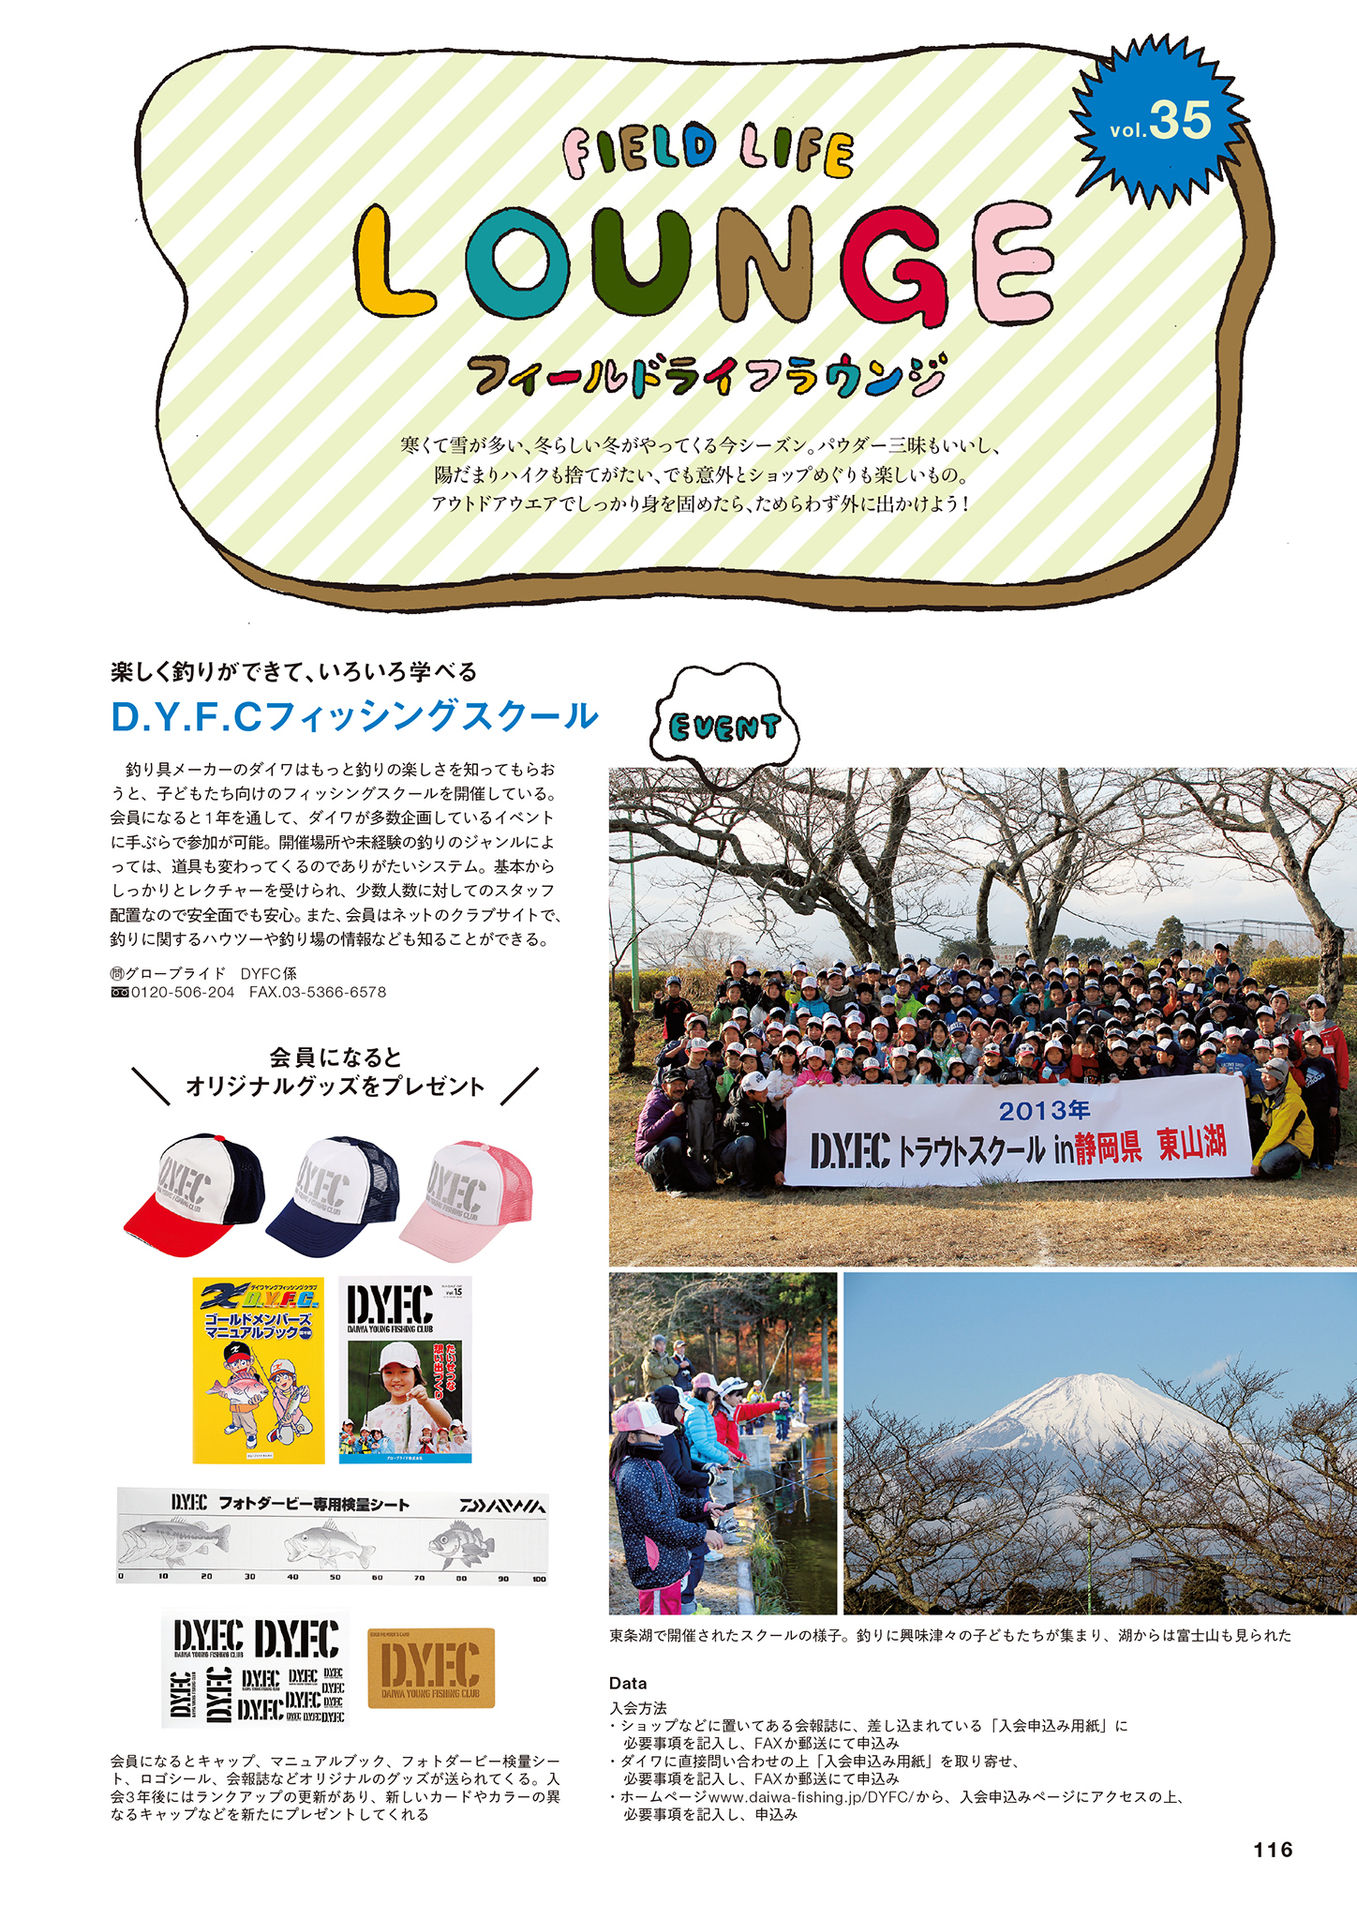 vol.35
FIELD LIFE
LOUNGE
フィールドライフラウンジ
寒くて雪が多い、冬らしい冬がやってくる今シーズン。パウダー三昧もいいし、
陽だまりハイクも捨てがたい、でも意外とショップめぐりも楽しいもの。
アウトドアウエアでしっかり身を固めたら、ためらわず外に出かけよう！
楽しく釣りができて、いろいろ学べる
D.Y.F.Cフィッシングスクール
EVENT
釣り具メーカーのダイワはもっと釣りの楽しさを知ってもらお
うと、子どもたち向けのフィッシングスクールを開催している。
会員になると1年を通して、ダイワが多数企画しているイベント
に手ぶらで参加が可能。開催場所や未経験の釣りのジャンルによ
っては、道具も変わってくるのでありがたいシステム。基本から
しっかりとレクチャーを受けられ、少数人数に対してのスタッフ
配置なので安全面でも安心。また、会員はネットのクラブサイトで、
釣りに関するハウツーや釣り場の情報なども知ることができる。
㉄グローブライド　DYFC係
0120-506-204　FAX.03-5366-6578
会員になると
オリジナルグッズをプレゼント
D.Y.F.C
D.Y.F.C
D.Y.F.C
ダイワヤングフィッシングクラブ
D.Y.F.C.
ゴールドメンバーズ
マニュアルブック
D.Y.F.C
Vol.15
DAIWA YOUNG FISHING CLUB
たいせつな
想い出づくり
グローブライド株式会社
D.Y.F.C フォトダービー専用検量シート DAIWA
0 10 20 30 40 50 60 70 80 90 100
D.Y.F.C D.Y.F.C
DAIWA YOUNG FISHING CLUB
D.Y.F.C
DAIWA YOUNG FISHING CLUB
会員になるとキャップ、マニュアルブック、フォトダービー検量シー
ト、ロゴシール、会報誌などオリジナルのグッズが送られてくる。入
会3年後にはランクアップの更新があり、新しいカードやカラーの異
なるキャップなどを新たにプレゼントしてくれる
2013年
D.Y.F.C トラウトスクール in静岡県 東山湖
東条湖で開催されたスクールの様子。釣りに興味津々の子どもたちが集まり、湖からは富士山も見られた
Data
入会方法
・ショップなどに置いてある会報誌に、差し込まれている「入会申込み用紙」に
必要事項を記入し、FAXか郵送にて申込み
・ダイワに直接問い合わせの上「入会申込み用紙」を取り寄せ、
必要事項を記入し、FAXか郵送にて申込み
・ホームページwww.daiwa-fishing.jp/DYFC/から、入会申込みページにアクセスの上、
必要事項を記入し、申込み
116